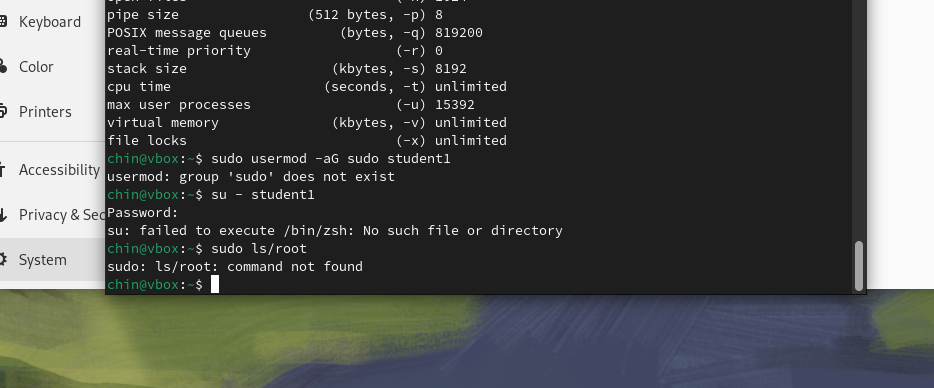 Keyboard
Color
Printers
Accessibility
Privacy & Sec
System
pipe size (512 bytes, -p) 8
POSIX message queues (bytes, -q) 819200
real-time priority (-r) 0
stack size (kbytes, -s) 8192
cpu time (seconds, -t) unlimited
max user processes (-u) 15392
virtual memory (kbytes, -v) unlimited
file locks (-x) unlimited
chin@vbox:~$ sudo usermod -aG sudo student1
usermod: group 'sudo' does not exist
chin@vbox:~$ su - student1
Password:
su: failed to execute /bin/zsh: No such file or directory
chin@vbox:~$ sudo ls/root
sudo: ls/root: command not found
chin@vbox:~$